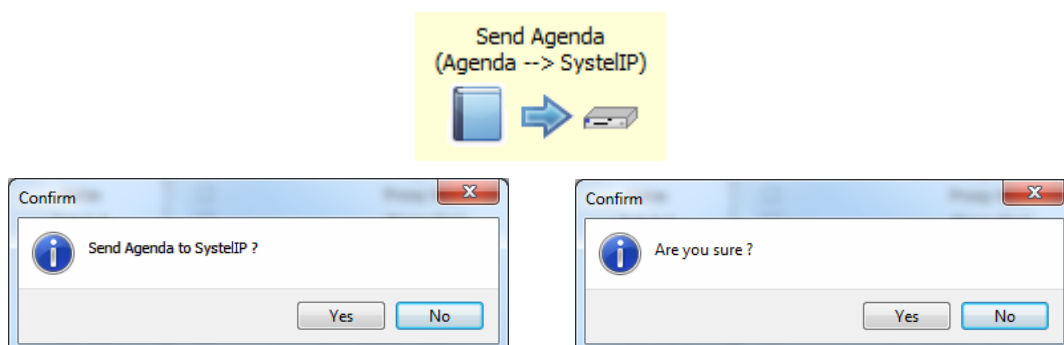 Send Agenda
(Agenda --> SystelIP)
Confirm
Send Agenda to SystelIP ?
Yes
No
Confirm
Are you sure ?
Yes
No